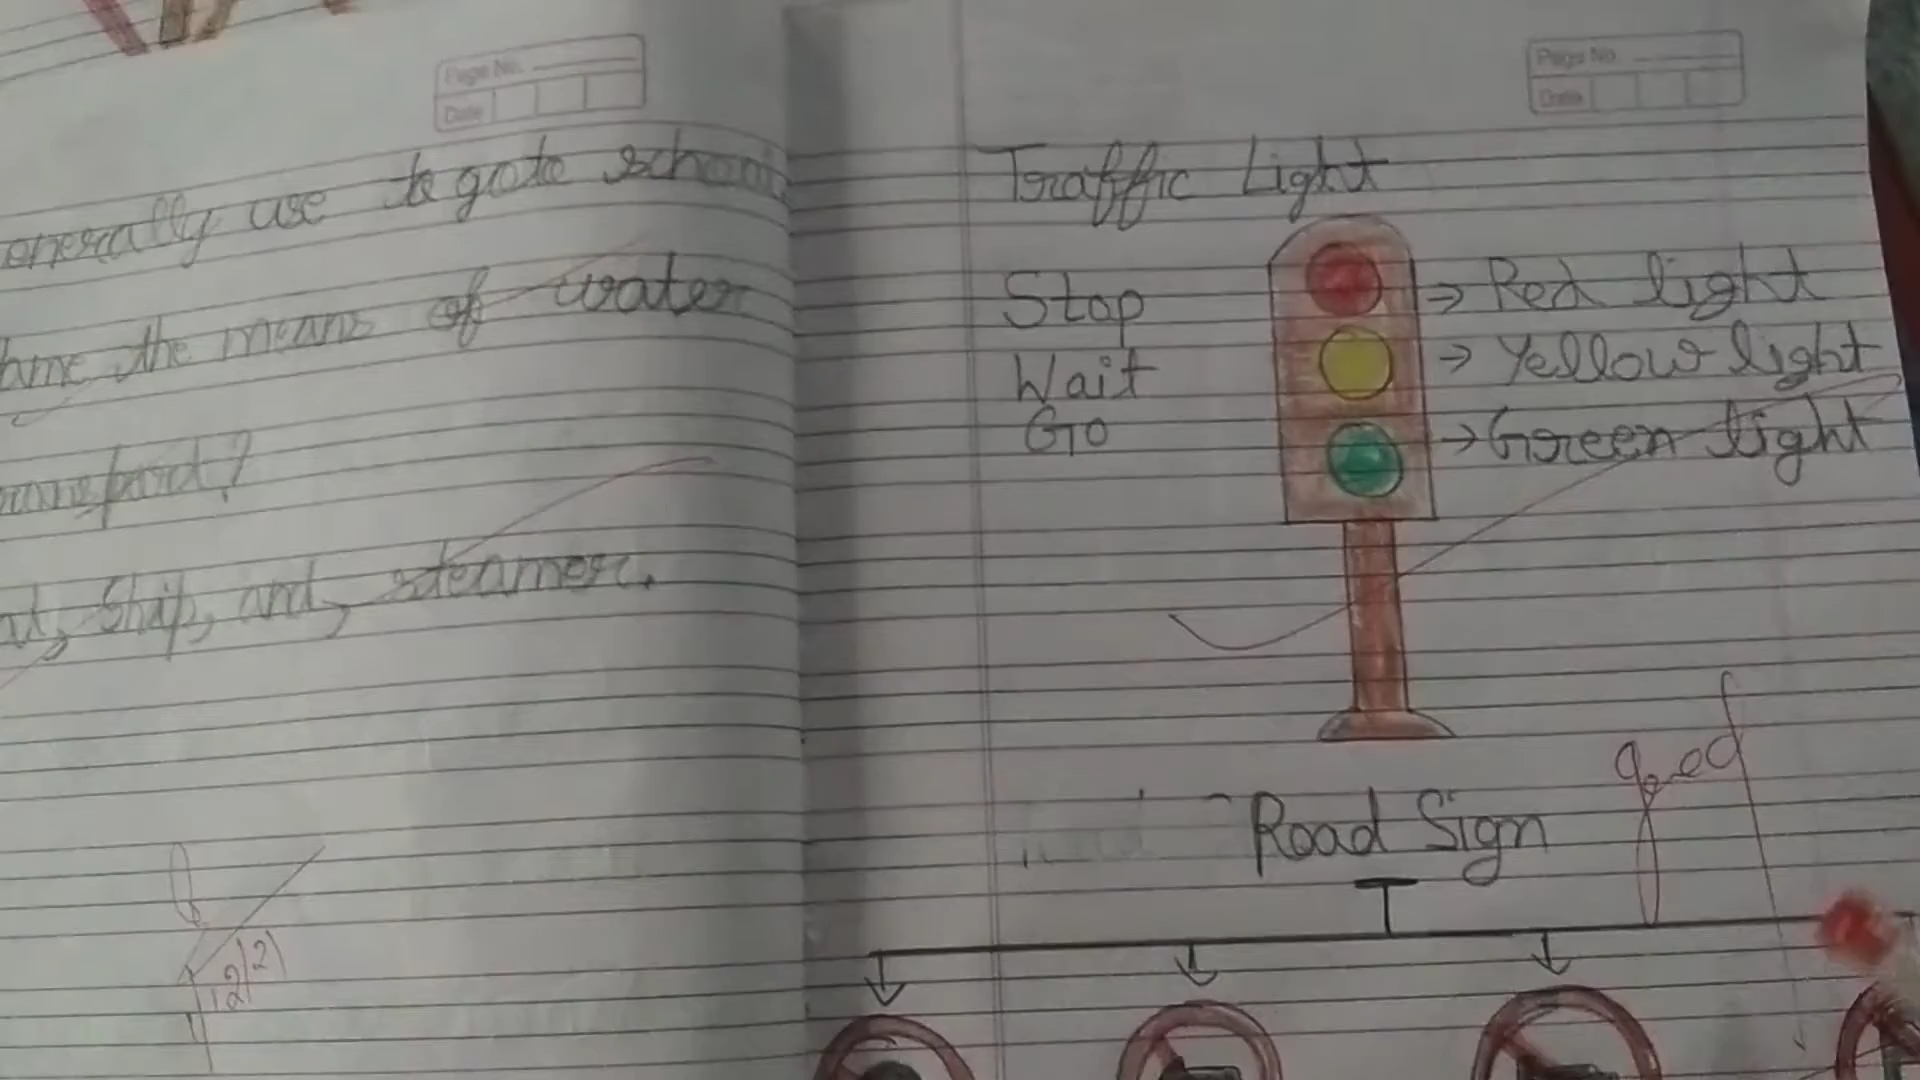 Page No.
Date
enerally use to go to school.
ame the means of water
ansport?
at, Ship, and, steamer.
Page No.
Date
Traffic Light
Stop → Red light
Wait → Yellow light
Go → Green light
good
Road Sign